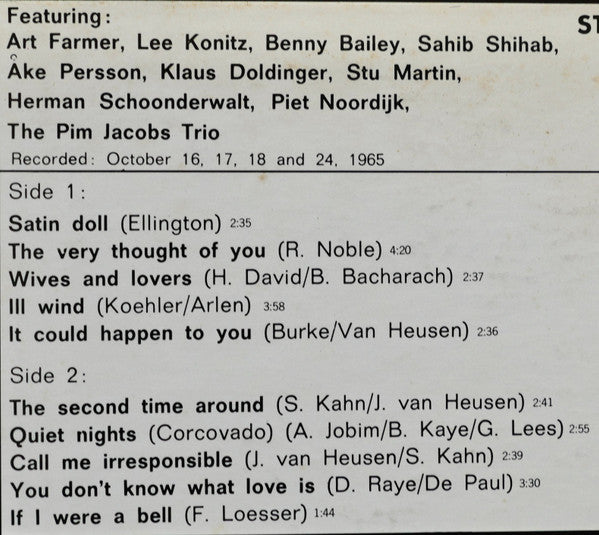 Featuring:
ST
Art Farmer, Lee Konitz, Benny Bailey, Sahib Shihab,
Åke Persson, Klaus Doldinger, Stu Martin,
Herman Schoonderwalt, Piet Noordijk,
The Pim Jacobs Trio
Recorded: October 16, 17, 18 and 24, 1965
Side 1:
Satin doll (Ellington) 2:35
The very thought of you (R. Noble) 4:20
Wives and lovers (H. David/B. Bacharach) 2:37
Ill wind (Koehler/Arlen) 3:58
It could happen to you (Burke/Van Heusen) 2:36
Side 2:
The second time around (S. Kahn/J. van Heusen) 2:41
Quiet nights (Corcovado) (A. Jobim/B. Kaye/G. Lees) 2:55
Call me irresponsible (J. van Heusen/S. Kahn) 2:39
You don't know what love is (D. Raye/De Paul) 3:30
If I were a bell (F. Loesser) 1:44